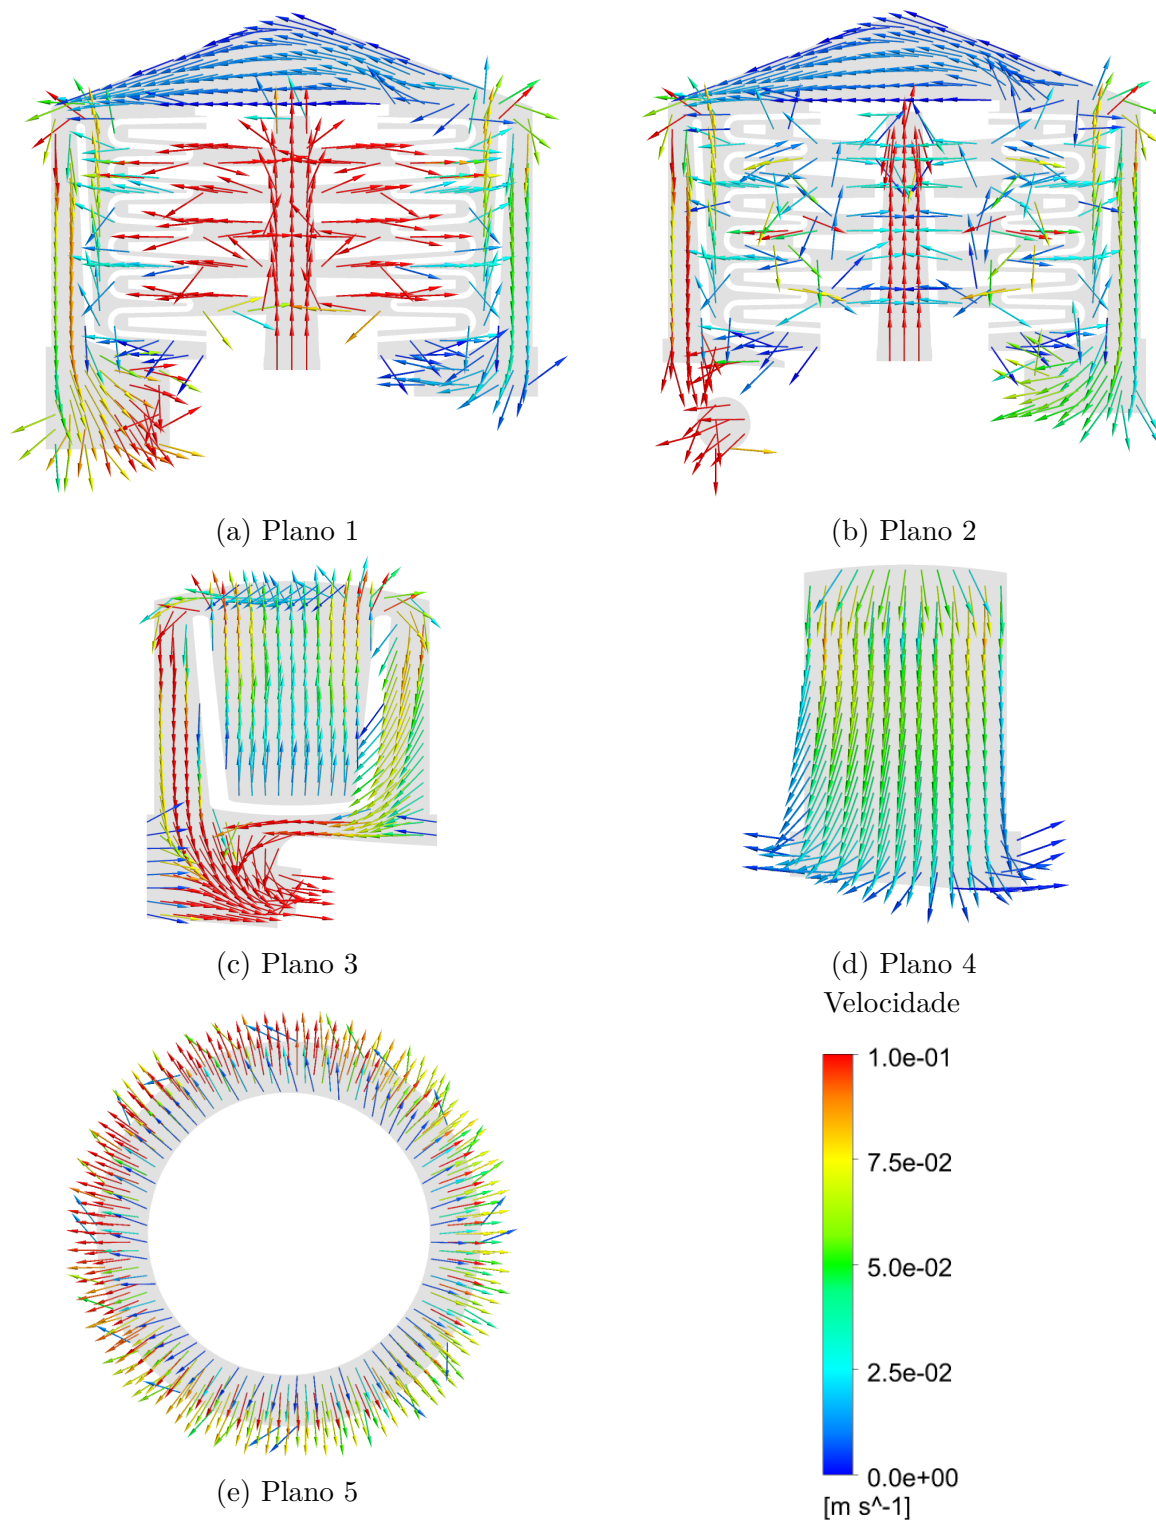 (a) Plano 1
(b) Plano 2
(c) Plano 3
(d) Plano 4
Velocidade
1.0e-01
7.5e-02
5.0e-02
2.5e-02
0.0e+00
[m s^-1]
(e) Plano 5